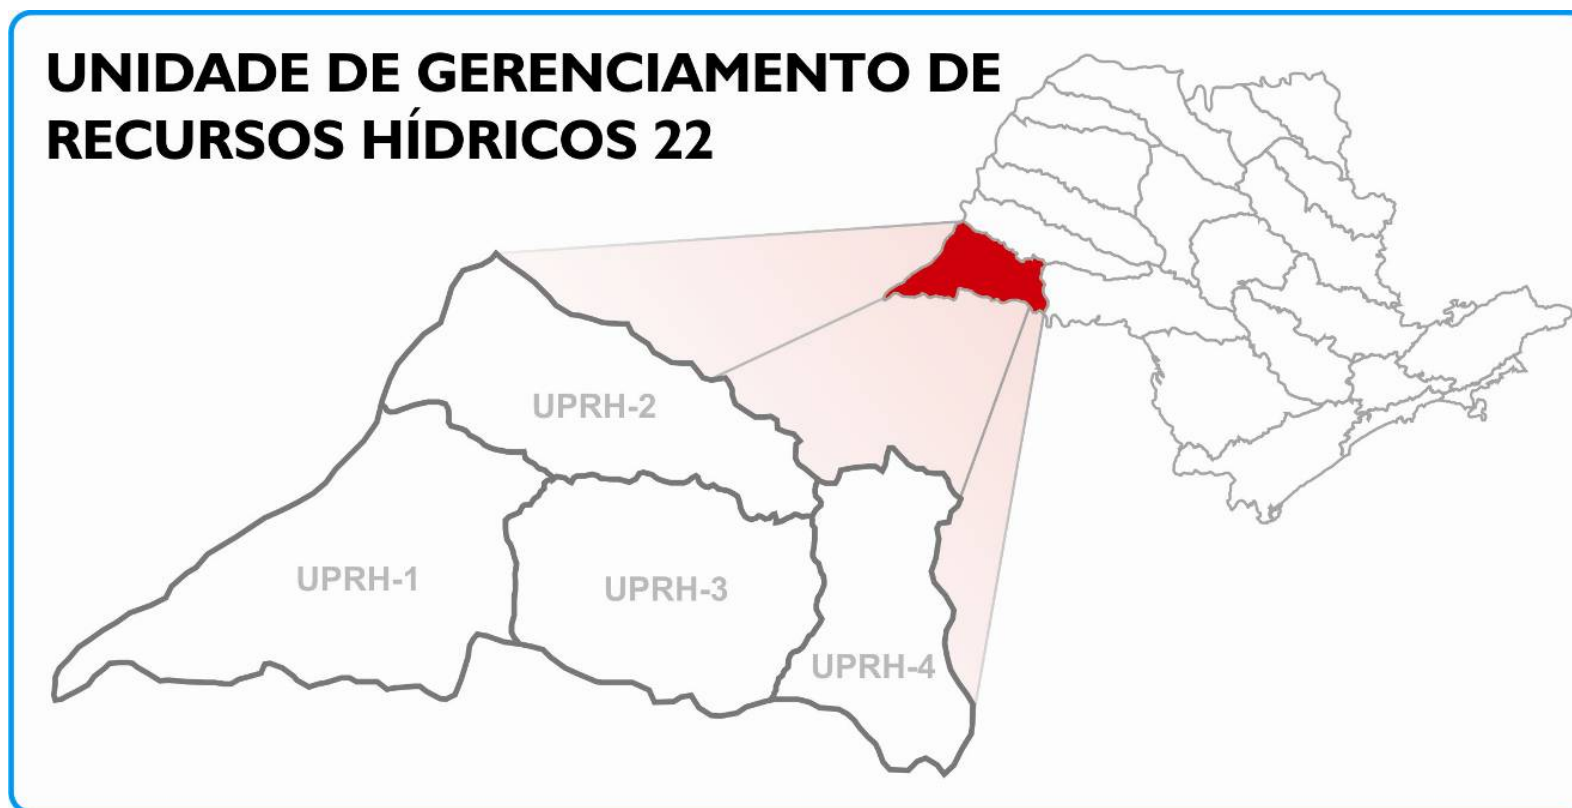 UNIDADE DE GERENCIAMENTO DE
RECURSOS HÍDRICOS 22
UPRH-2
UPRH-1
UPRH-3
UPRH-4